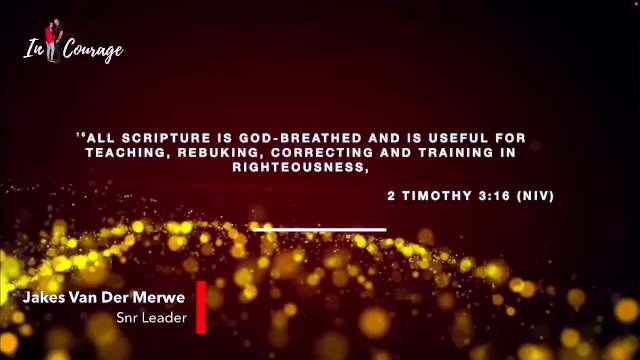 In Courage
¹⁶ALL SCRIPTURE IS GOD-BREATHED AND IS USEFUL FOR
TEACHING, REBUKING, CORRECTING AND TRAINING IN
RIGHTEOUSNESS,
2 TIMOTHY 3:16 (NIV)
Jakes Van Der Merwe
Snr Leader